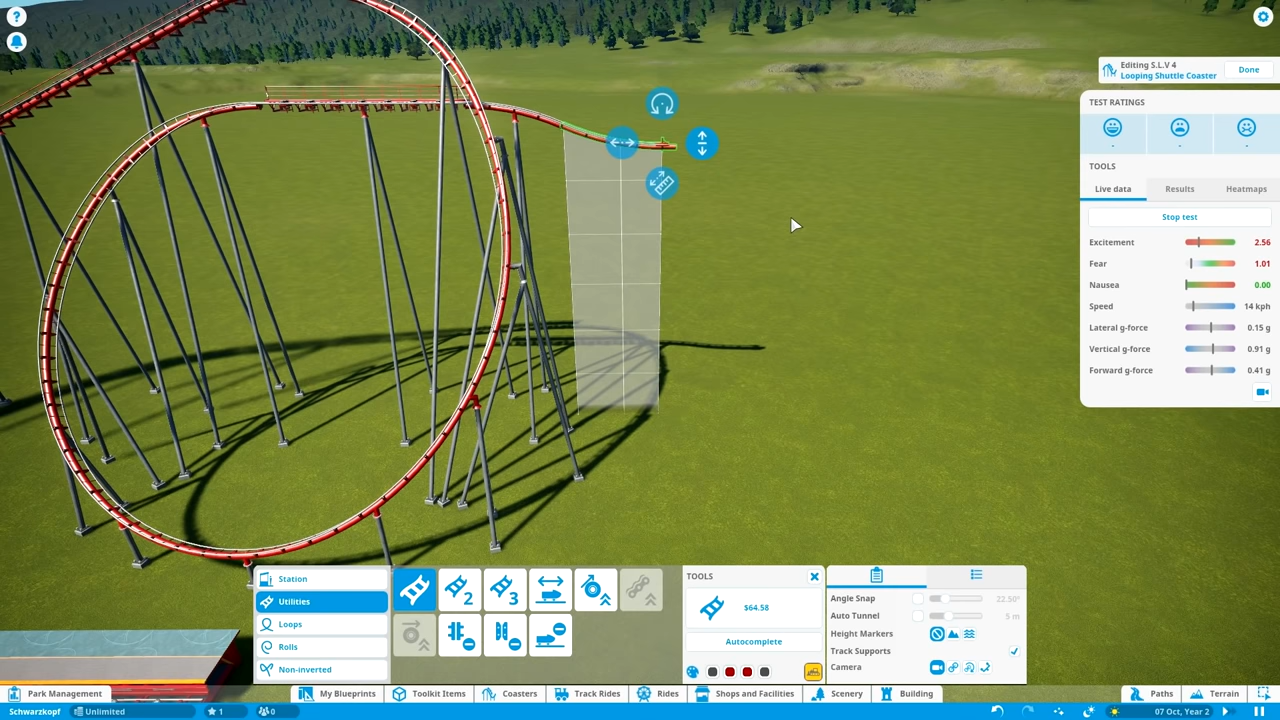 ?
Editing S.L.V 4
Looping Shuttle Coaster
Done
TEST RATINGS
- - -
TOOLS
Live data Results Heatmaps
Stop test
Excitement 2.56
Fear 1.01
Nausea 0.00
Speed 14 kph
Lateral g-force 0.15 g
Vertical g-force 0.91 g
Forward g-force 0.41 g
Station
Utilities
Loops
Rolls
Non-inverted
2
3
TOOLS
$64.58
Autocomplete
Angle Snap 22.50°
Auto Tunnel 5 m
Height Markers
Track Supports
Camera
Park Management My Blueprints Toolkit Items Coasters Track Rides Rides Shops and Facilities Scenery Building Paths Terrain
Schwarzkopf Unlimited 1 0 07 Oct, Year 2